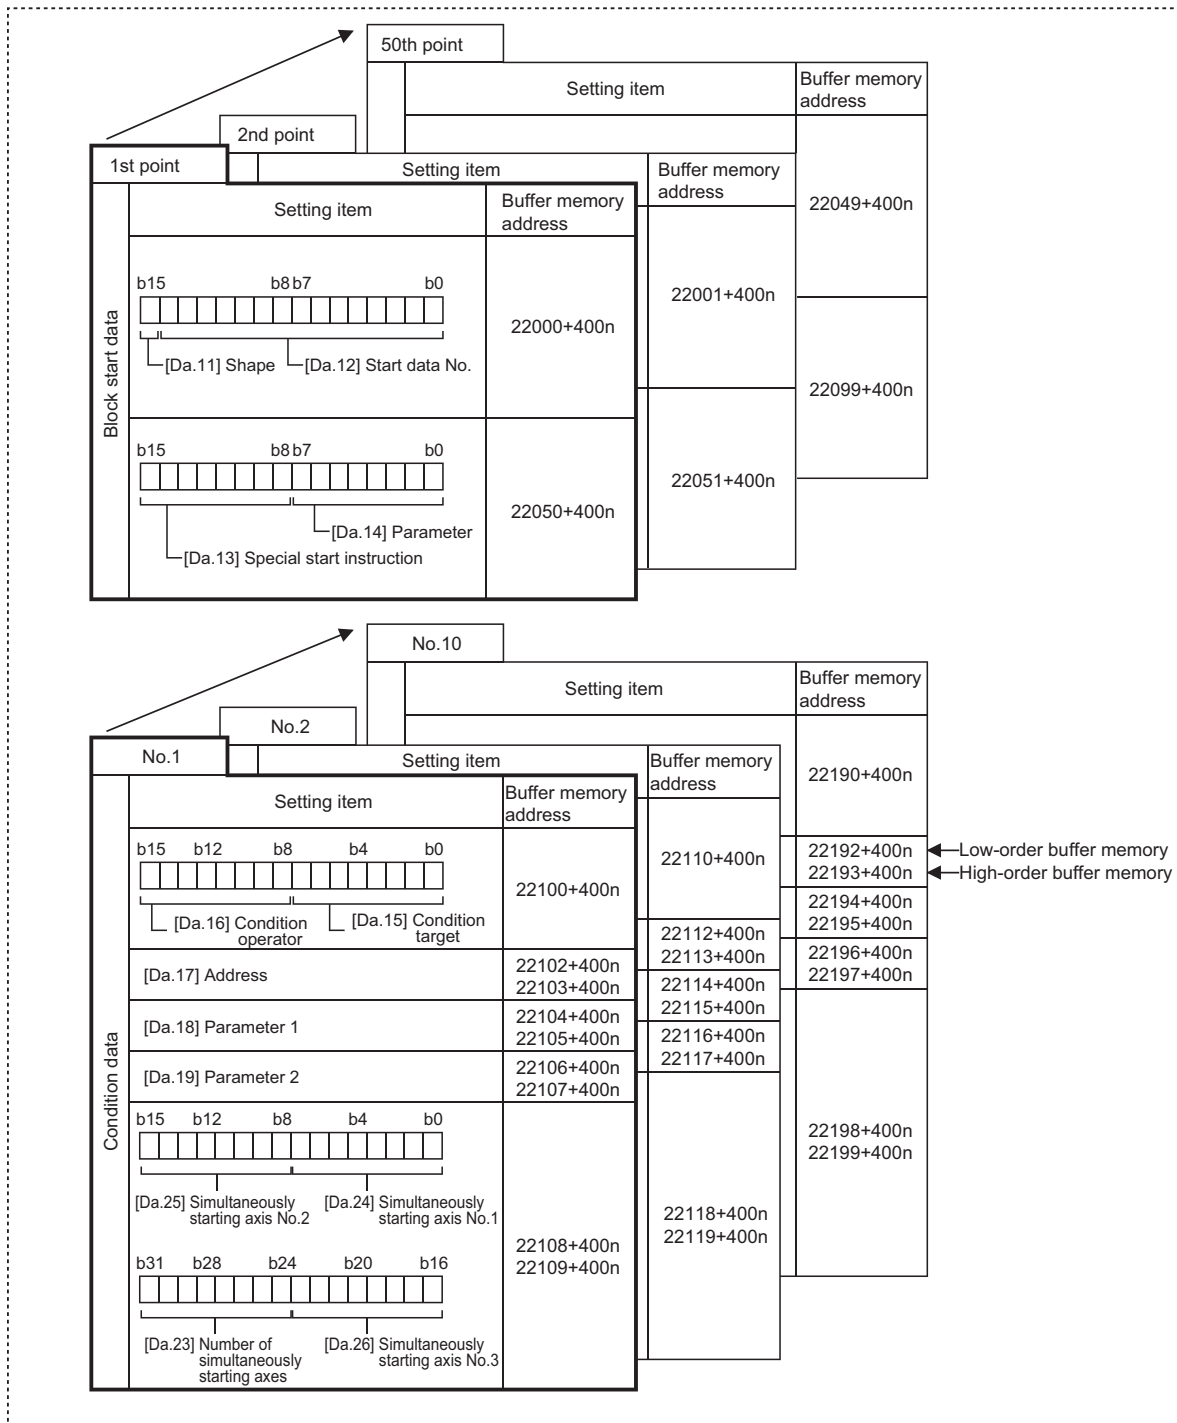 50th point
Setting item
Buffer memory
address
22049+400n
22099+400n
2nd point
Setting item
Buffer memory
address
22001+400n
22051+400n
1st point
Setting item
Buffer memory
address
Block start data
b15 b8 b7 b0
[Da.11] Shape [Da.12] Start data No.
22000+400n
b15 b8 b7 b0
[Da.14] Parameter
[Da.13] Special start instruction
22050+400n
No.10
Setting item
Buffer memory
address
22190+400n
22192+400n
Low-order buffer memory
22193+400n
High-order buffer memory
22194+400n
22195+400n
22196+400n
22197+400n
22198+400n
22199+400n
No.2
Setting item
Buffer memory
address
22110+400n
22112+400n
22113+400n
22114+400n
22115+400n
22116+400n
22117+400n
22118+400n
22119+400n
No.1
Setting item
Buffer memory
address
Condition data
b15 b12 b8 b4 b0
[Da.16] Condition
operator
[Da.15] Condition
target
22100+400n
[Da.17] Address
22102+400n
22103+400n
[Da.18] Parameter 1
22104+400n
22105+400n
[Da.19] Parameter 2
22106+400n
22107+400n
b15 b12 b8 b4 b0
[Da.25] Simultaneously
starting axis No.2
[Da.24] Simultaneously
starting axis No.1
b31 b28 b24 b20 b16
[Da.23] Number of
simultaneously
starting axes
[Da.26] Simultaneously
starting axis No.3
22108+400n
22109+400n